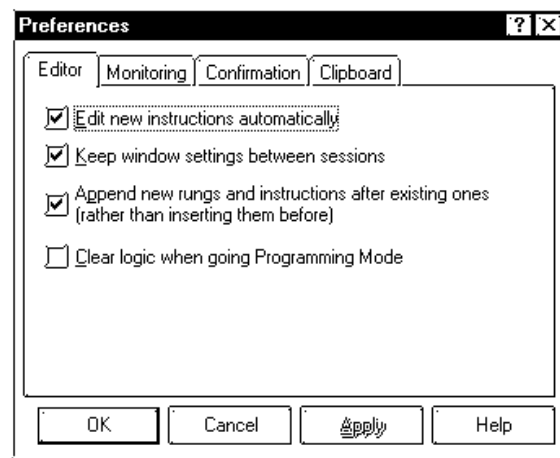 Preferences
Editor Monitoring Confirmation Clipboard
Edit new instructions automatically
Keep window settings between sessions
Append new rungs and instructions after existing ones
(rather than inserting them before)
Clear logic when going Programming Mode
OK Cancel Apply Help